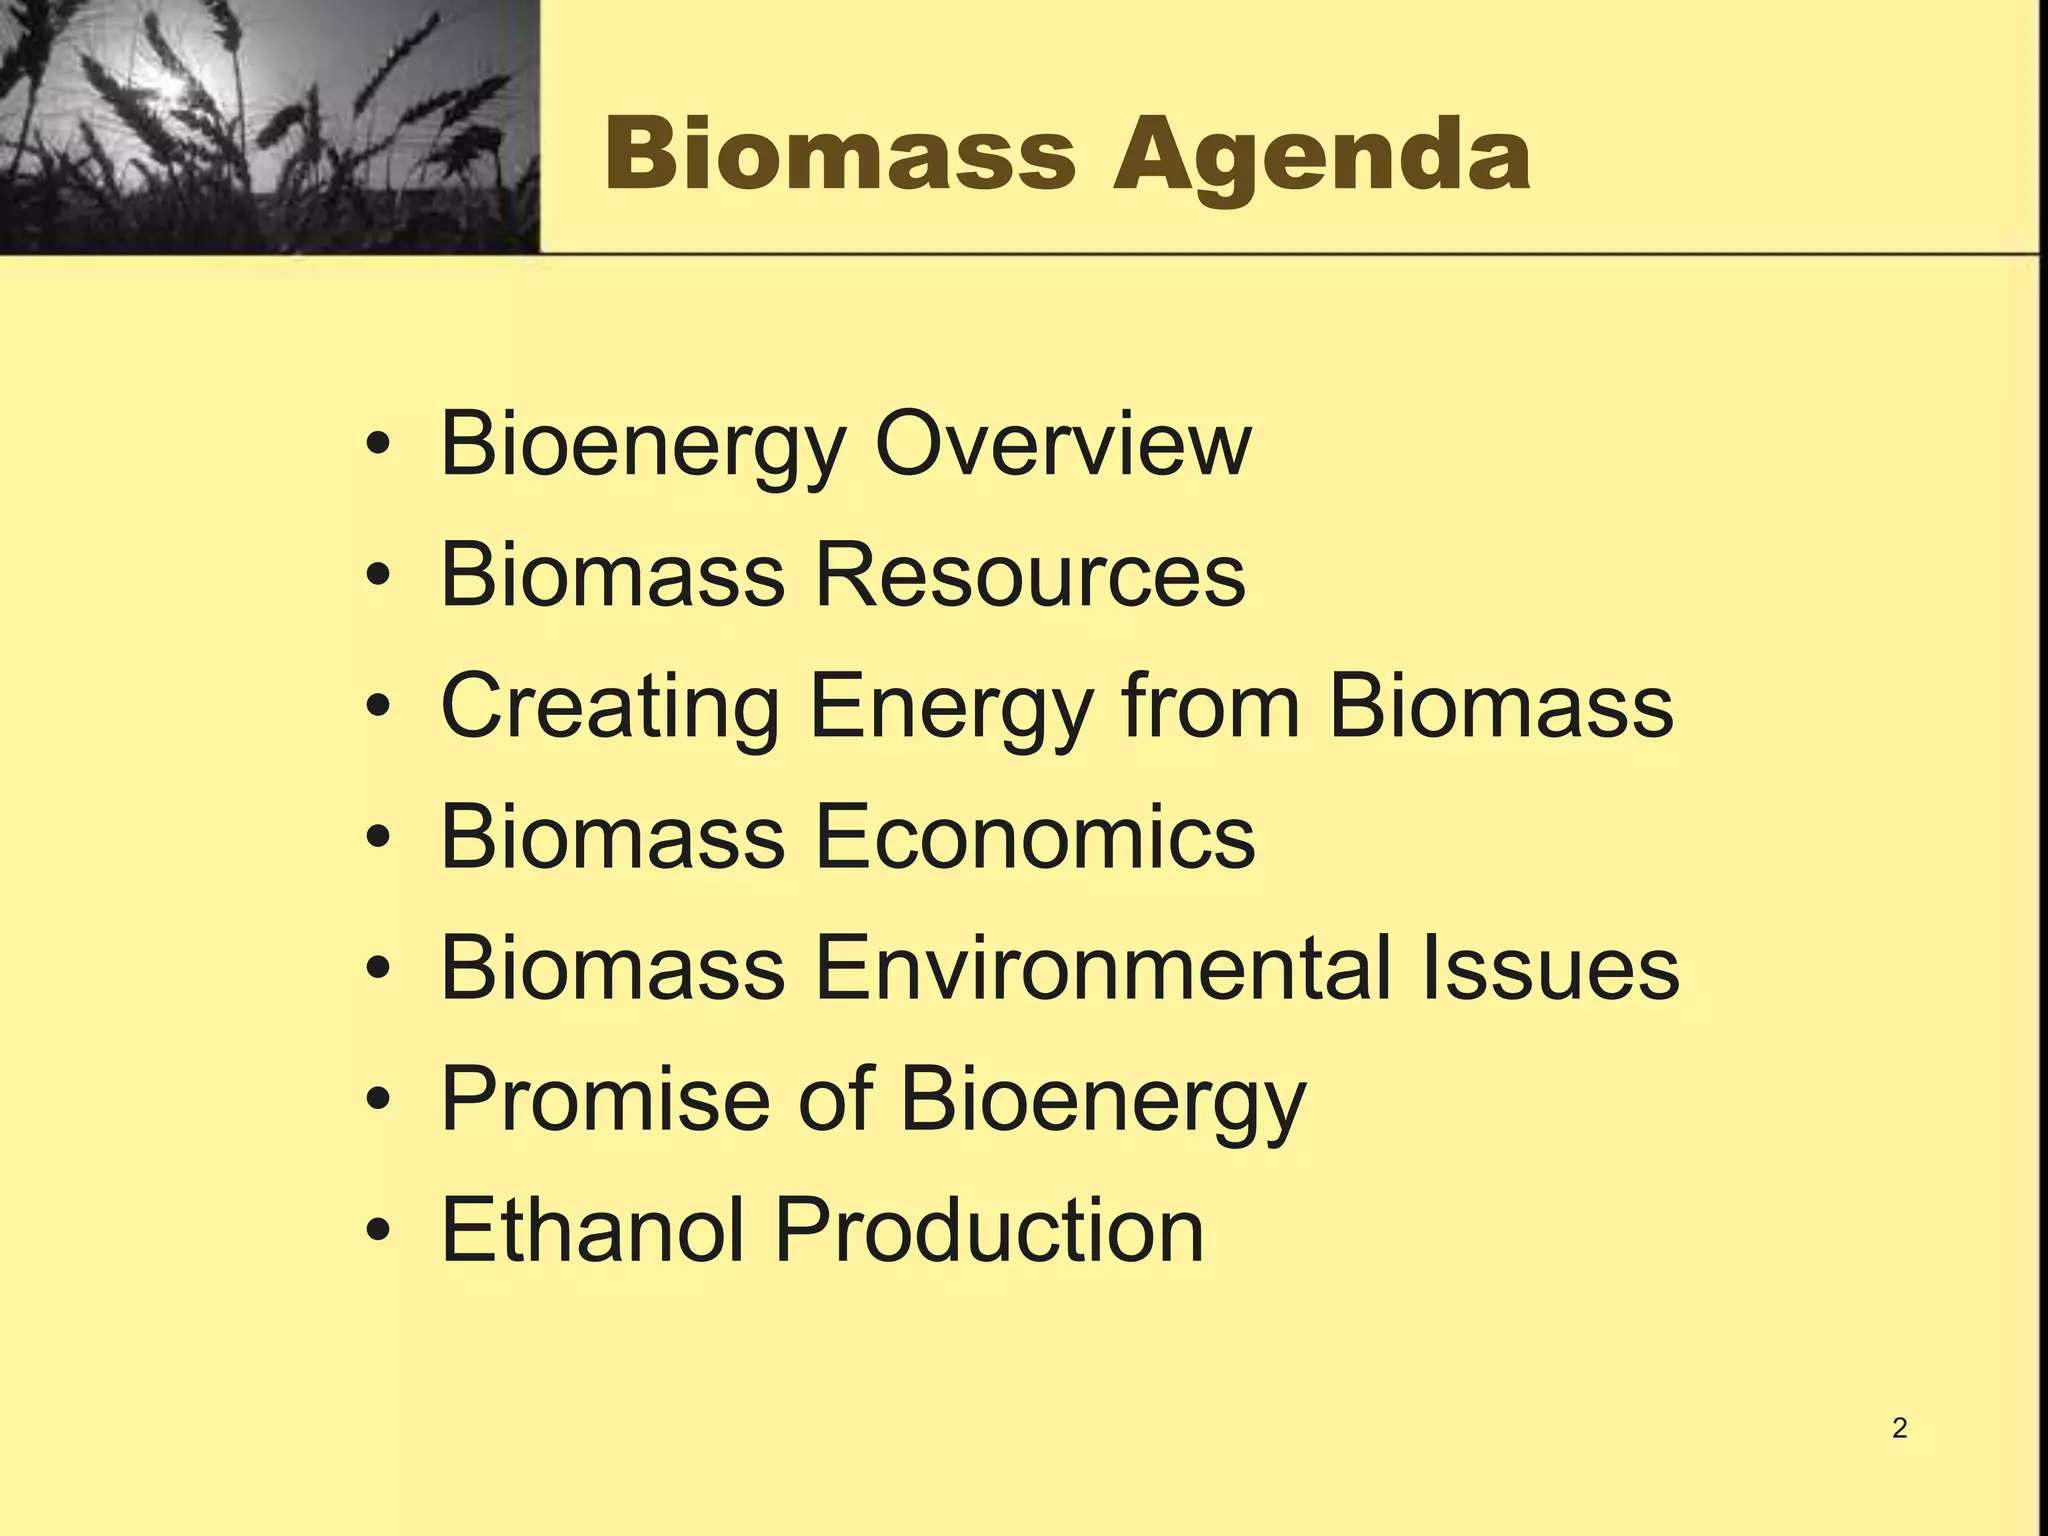 Biomass Agenda
• Bioenergy Overview
• Biomass Resources
• Creating Energy from Biomass
• Biomass Economics
• Biomass Environmental Issues
• Promise of Bioenergy
• Ethanol Production
2